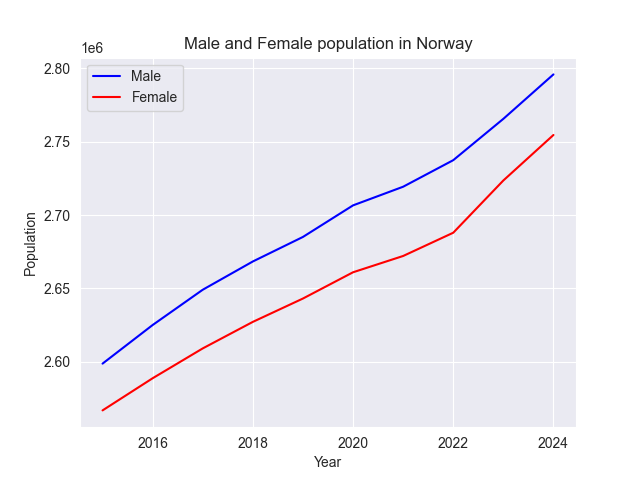 Male and Female population in Norway
1e6
2.80
2.75
2.70
2.65
2.60
Population
Male
Female
2016 2018 2020 2022 2024
Year